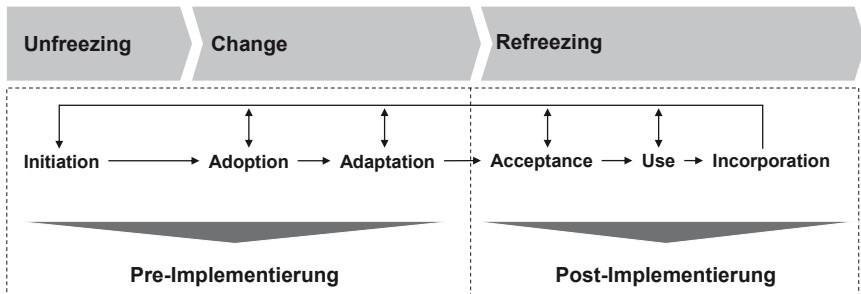 Unfreezing Change Refreezing
Initiation Adoption Adaptation Acceptance Use Incorporation
Pre-Implementierung Post-Implementierung